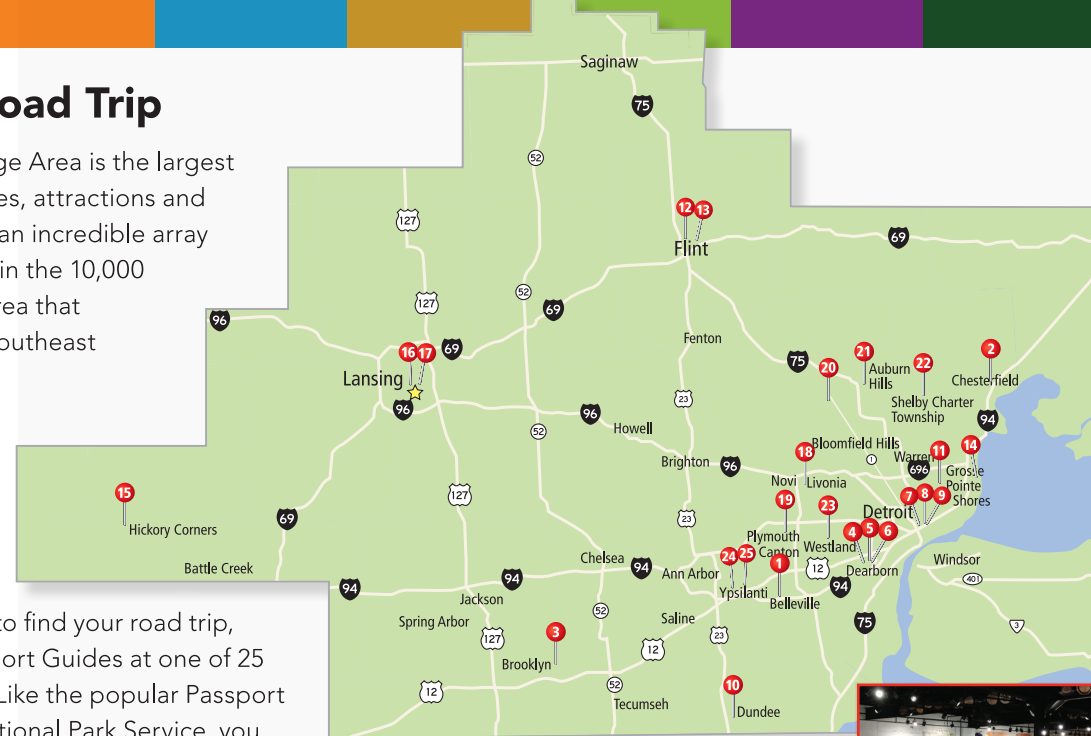 oad Trip
ge Area is the largest
es, attractions and
an incredible array
in the 10,000
rea that
outheast
to find your road trip,
ort Guides at one of 25
Like the popular Passport
tional Park Service, you
Saginaw
75
52
127
12
13
Flint
69
127
52
69
96
16
17
69
Lansing
96
Fenton
75
20
21
Auburn
Hills
22
Shelby Charter
Township
2
Chesterfield
94
23
96
Howell
52
Brighton
96
18
Bloomfield Hills
1
Warren
11
696
14
Grosse
Pointe
Shores
Novi
Livonia
15
Hickory Corners
69
127
23
19
Plymouth
Canton
23
Westland
Detroit
7
8
9
4
5
6
Dearborn
Battle Creek
94
94
Chelsea
94
Ann Arbor
24
25
Ypsilanti
1
Belleville
12
94
Windsor
401
Jackson
Spring Arbor
127
3
Brooklyn
52
Saline
12
23
75
3
12
52
Tecumseh
10
Dundee